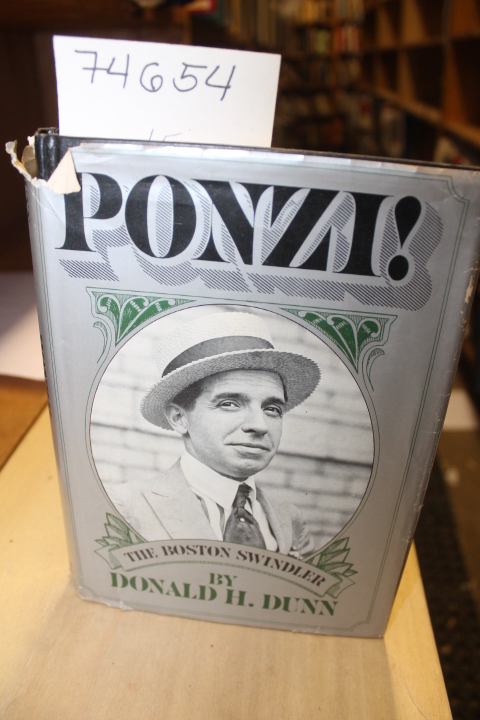 74654
PONZI!
THE BOSTON SWINDLER
BY
DONALD H. DUNN